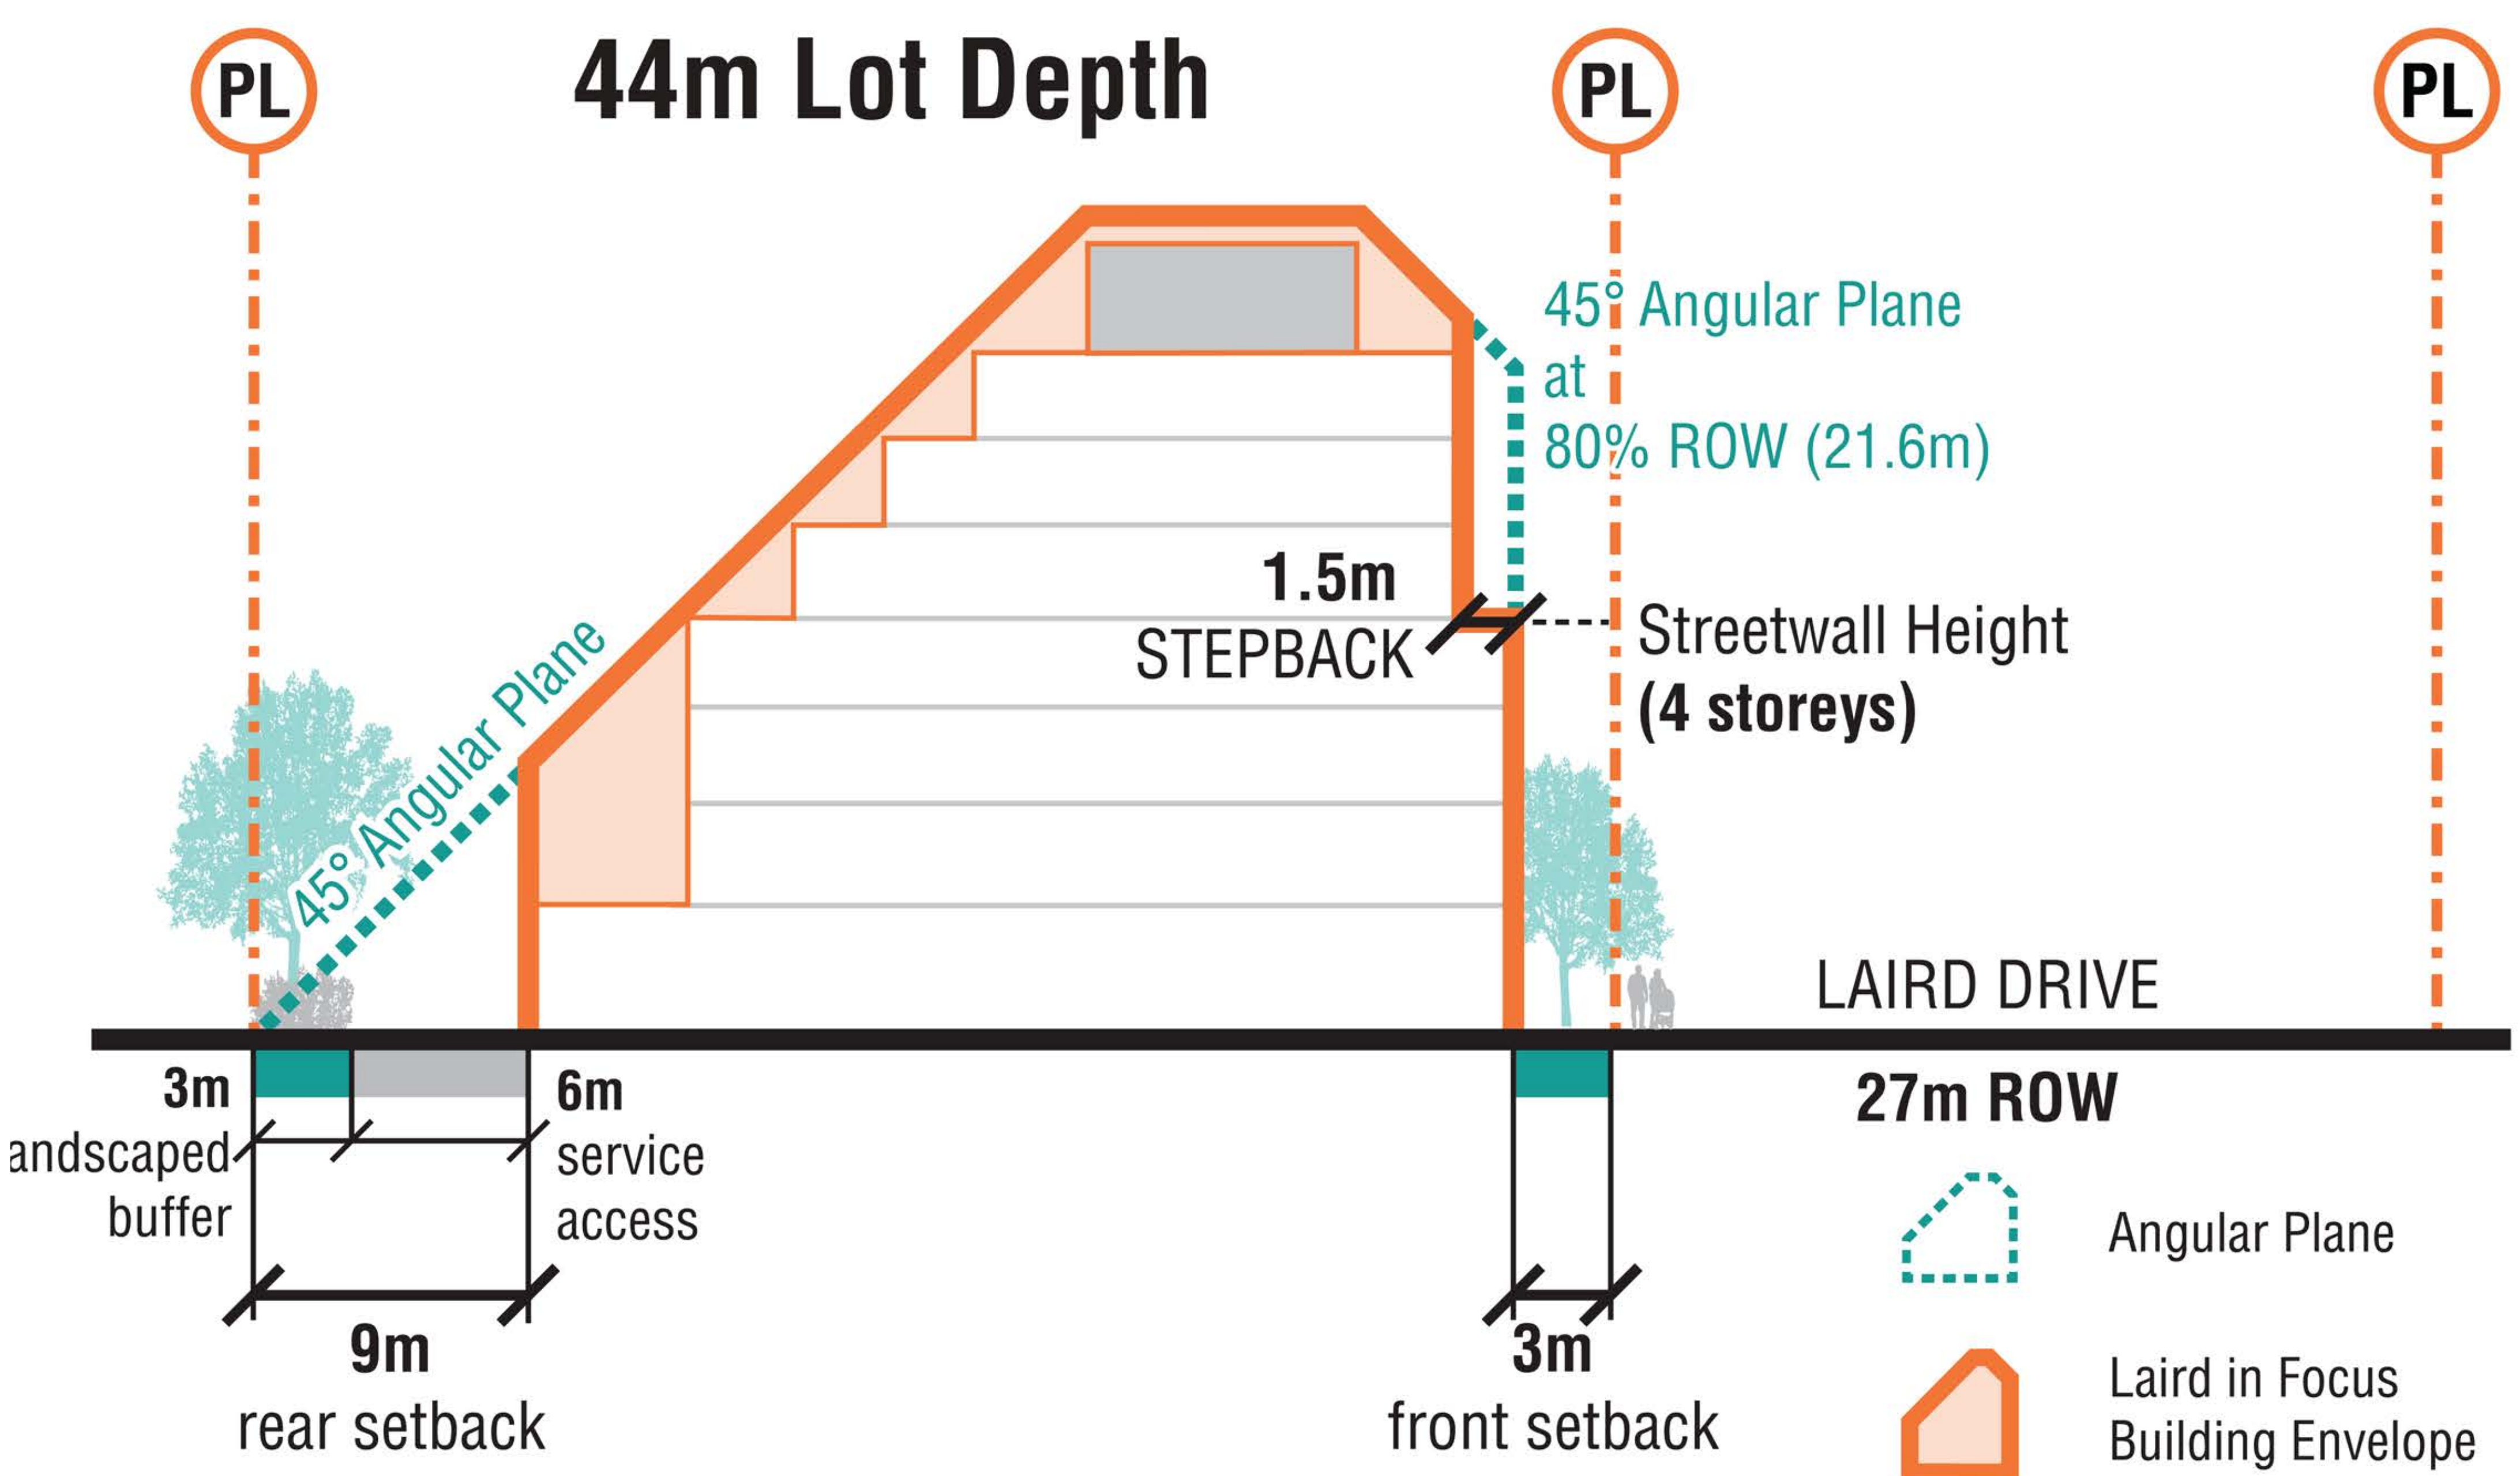 PL
44m Lot Depth
PL
PL
45° Angular Plane
at
80% ROW (21.6m)
1.5m
STEPBACK
Streetwall Height
(4 storeys)
45° Angular Plane
LAIRD DRIVE
27m ROW
3m
andscaped
buffer
6m
service
access
9m
rear setback
3m
front setback
Angular Plane
Laird in Focus
Building Envelope